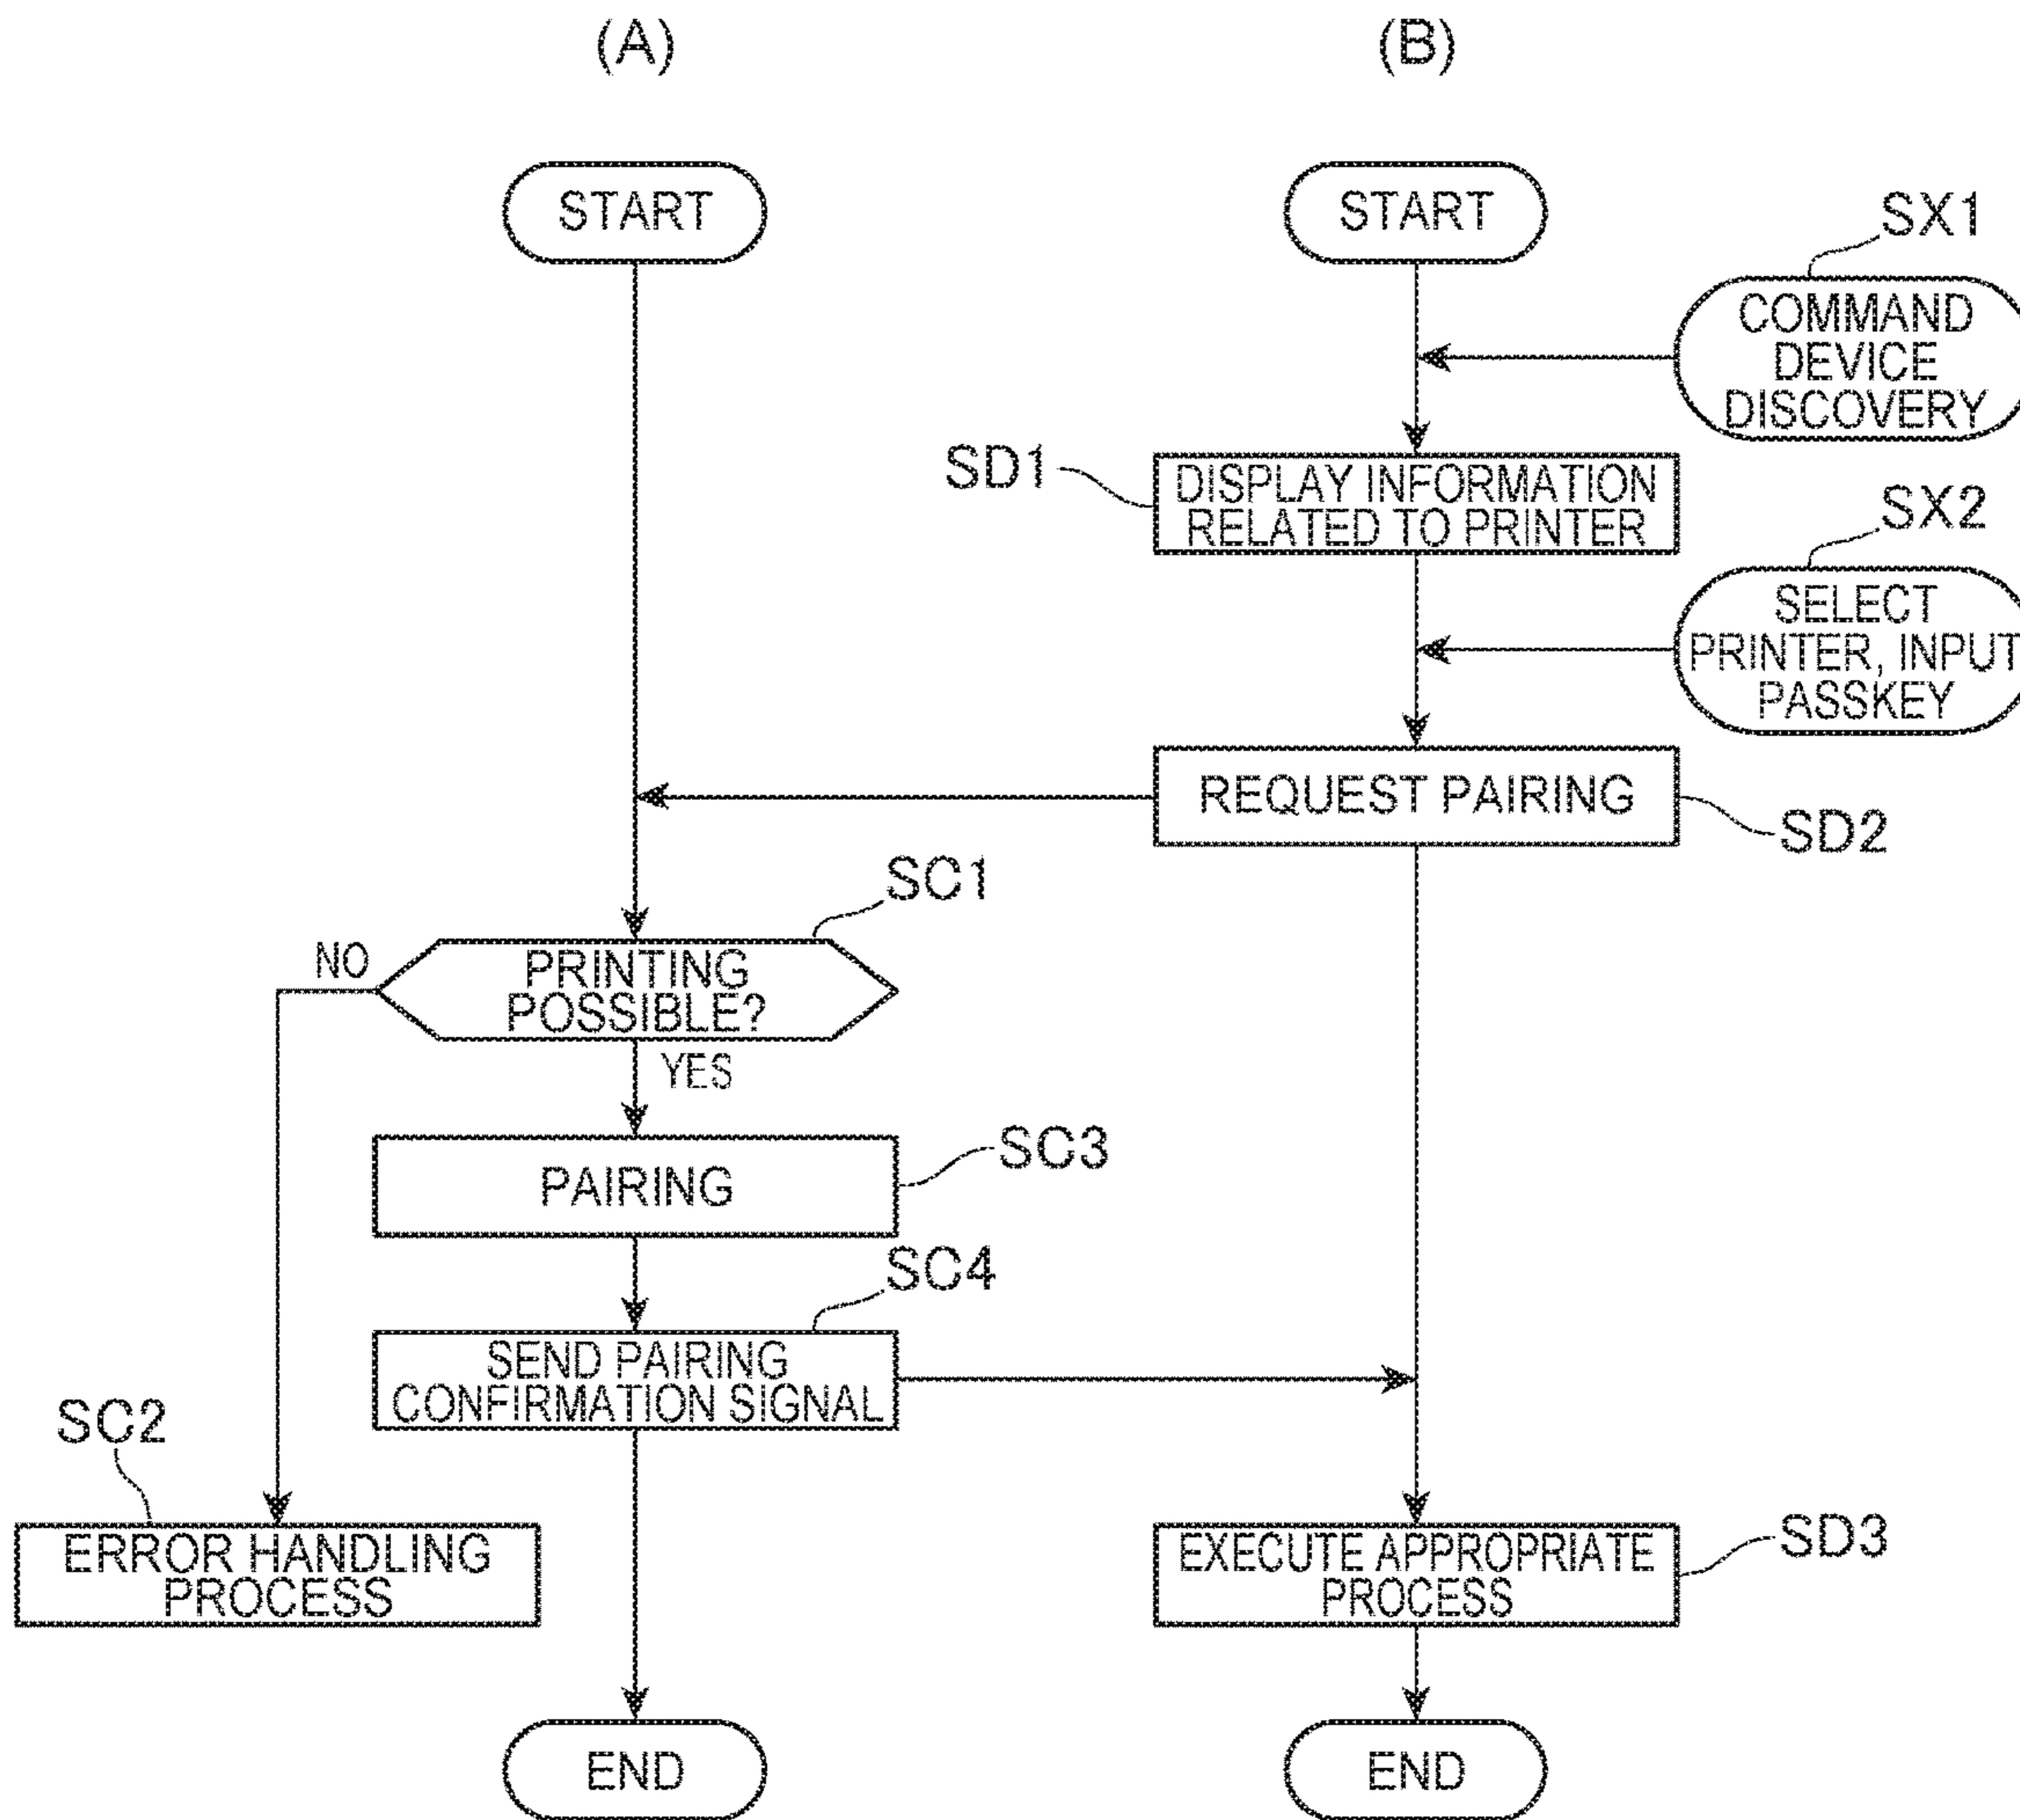 (A)
(B)
START
START
SX1
COMMAND
DEVICE
DISCOVERY
SD1
DISPLAY INFORMATION
RELATED TO PRINTER
SX2
SELECT
PRINTER, INPUT
PASSKEY
REQUEST PAIRING
SD2
SC1
NO
PRINTING
POSSIBLE?
YES
PAIRING
SC3
SC4
SEND PAIRING
CONFIRMATION SIGNAL
SC2
ERROR HANDLING
PROCESS
EXECUTE APPROPRIATE
PROCESS
SD3
END
END